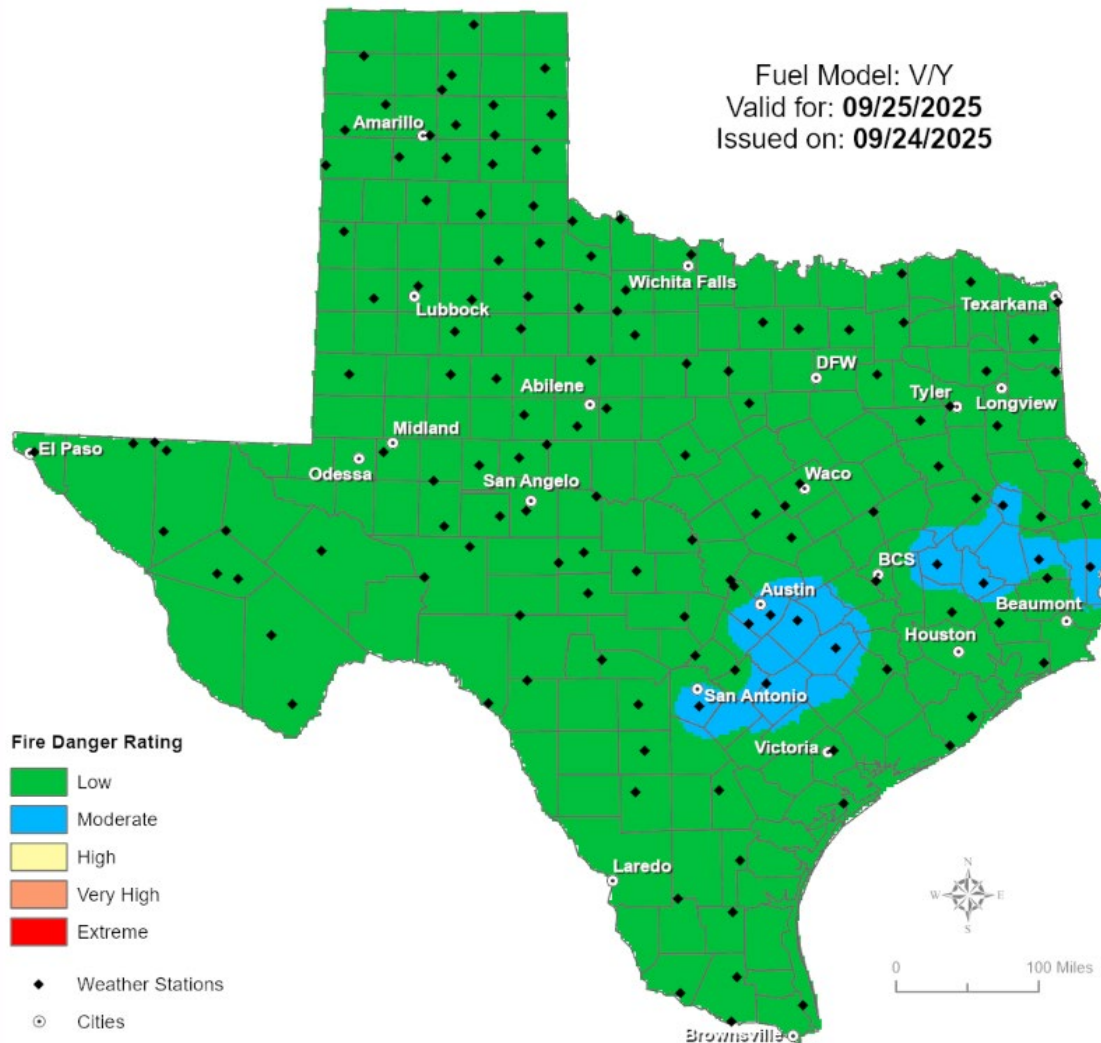 Fuel Model: V/Y
Valid for: 09/25/2025
Issued on: 09/24/2025
Amarillo
Wichita Falls
Lubbock
Texarkana
DFW
Abilene
Tyler
Longview
Midland
El Paso
Odessa
San Angelo
Waco
BCS
Austin
Beaumont
Houston
San Antonio
Victoria
Laredo
Brownsville
Fire Danger Rating
Low
Moderate
High
Very High
Extreme
Weather Stations
Cities
N
W E
S
0 100 Miles